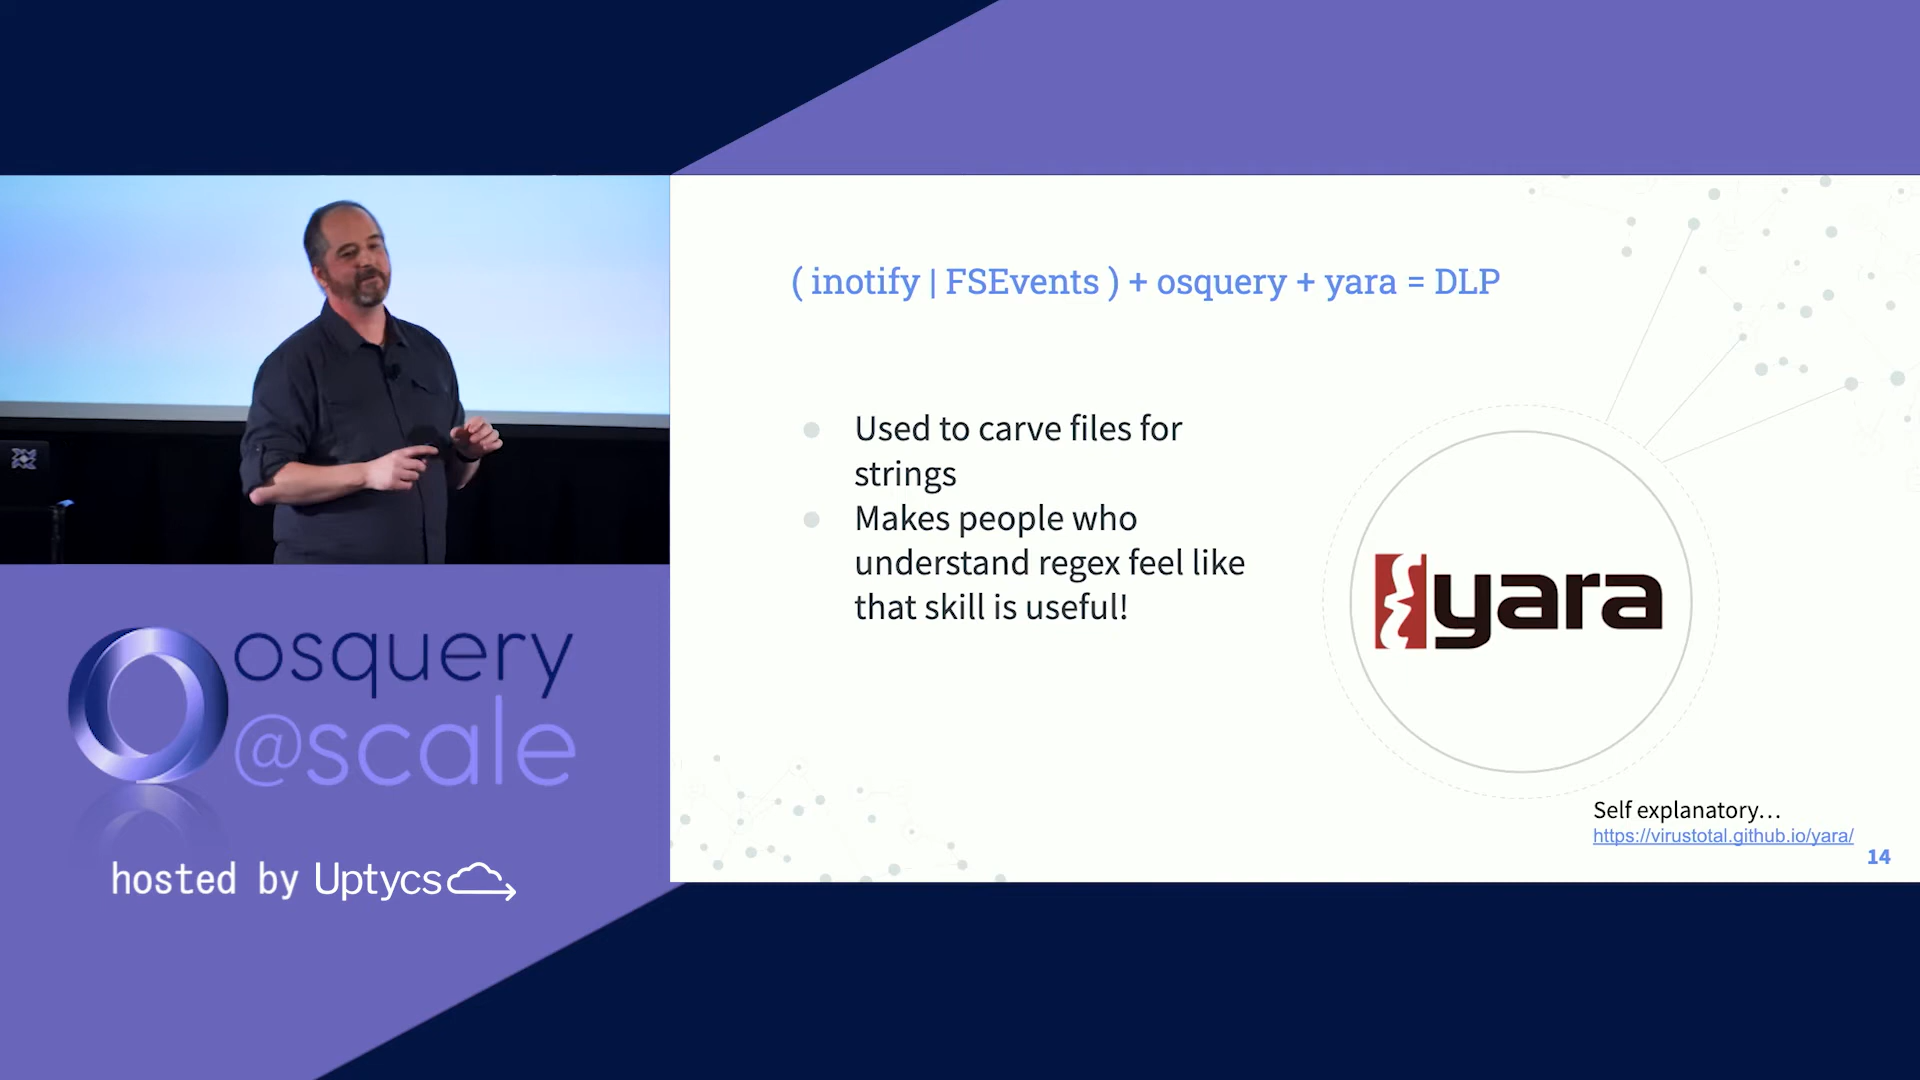 ( inotify | FSEvents ) + osquery + yara = DLP
Used to carve files for
strings
Makes people who
understand regex feel like
that skill is useful!
yara
Self explanatory...
https://virustotal.github.io/yara/
14
osquery
@scale
hosted by Uptycs